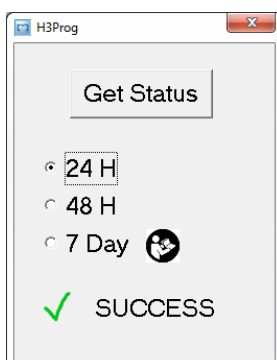 H3Prog
Get Status
24 H
48 H
7 Day
SUCCESS